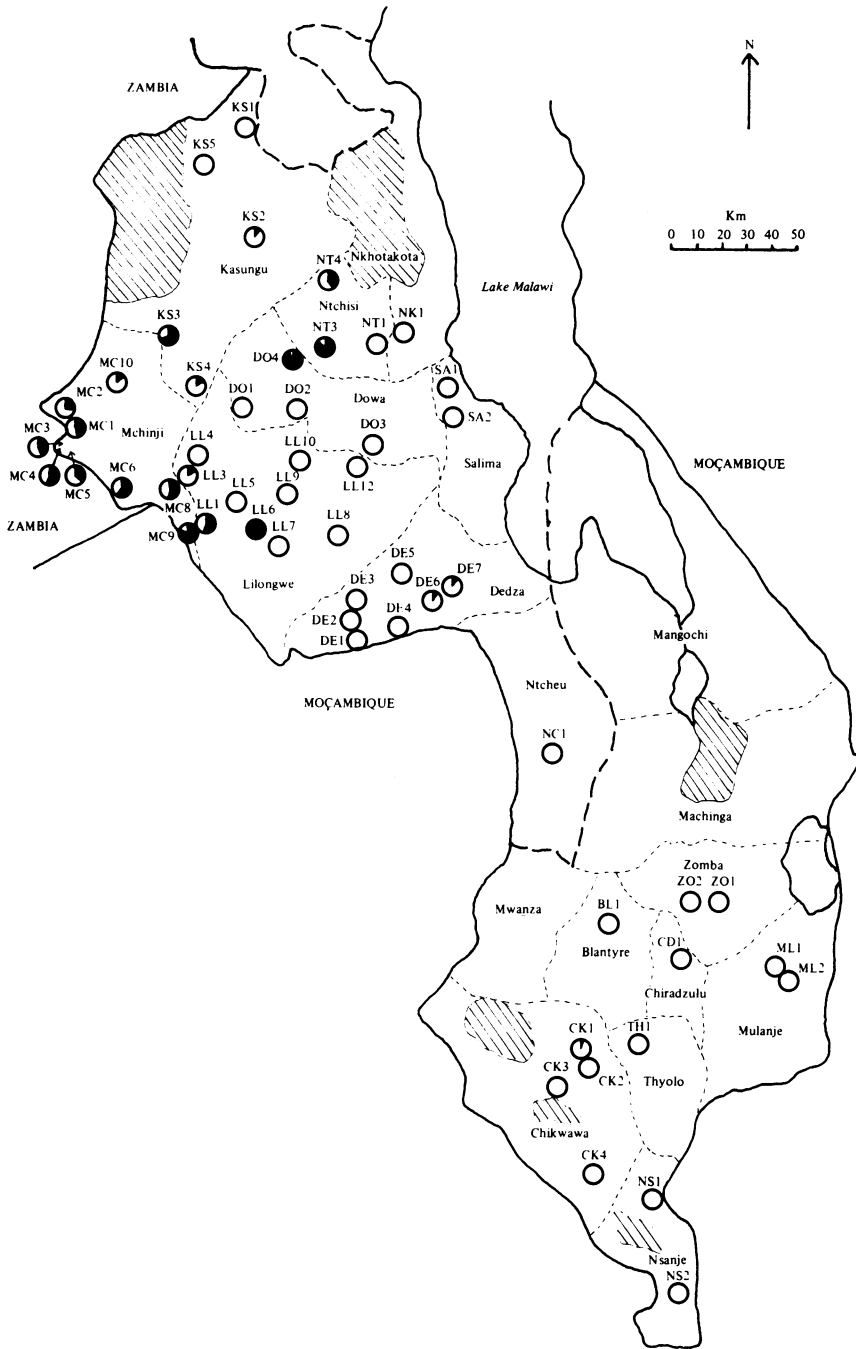 N
ZAMBIA
KS1
KS5
KS2
Km
0 10 20 30 40 50
Nkhotakota
Kasungu
NT4
Lake Malawi
Ntchisi
KS3
NT3
NT1
NK1
DO4
MC10
KS4
SA1
MC2
DO1
DO2
Dowa
SA2
MC1
Mchinji
MC3
LL4
DO3
LL10
Salima
MOÇAMBIQUE
MC4
MC5
MC6
LL3
LL5
LL9
LL12
ZAMBIA
MC8
LL1
LL6
LL8
MC9
LL7
DE5
DE7
Lilongwe
DE3
DE6
Dedza
DE2
DE4
DE1
Mangochi
MOÇAMBIQUE
Ntcheu
NC1
Machinga
Zomba
ZO2 ZO1
Mwanza
BL1
CD1
ML1
Blantyre
ML2
Chiradzulu
CK1
TH1
Mulanje
CK3
CK2
Thyolo
Chikwawa
CK4
NS1
Nsanje
NS2